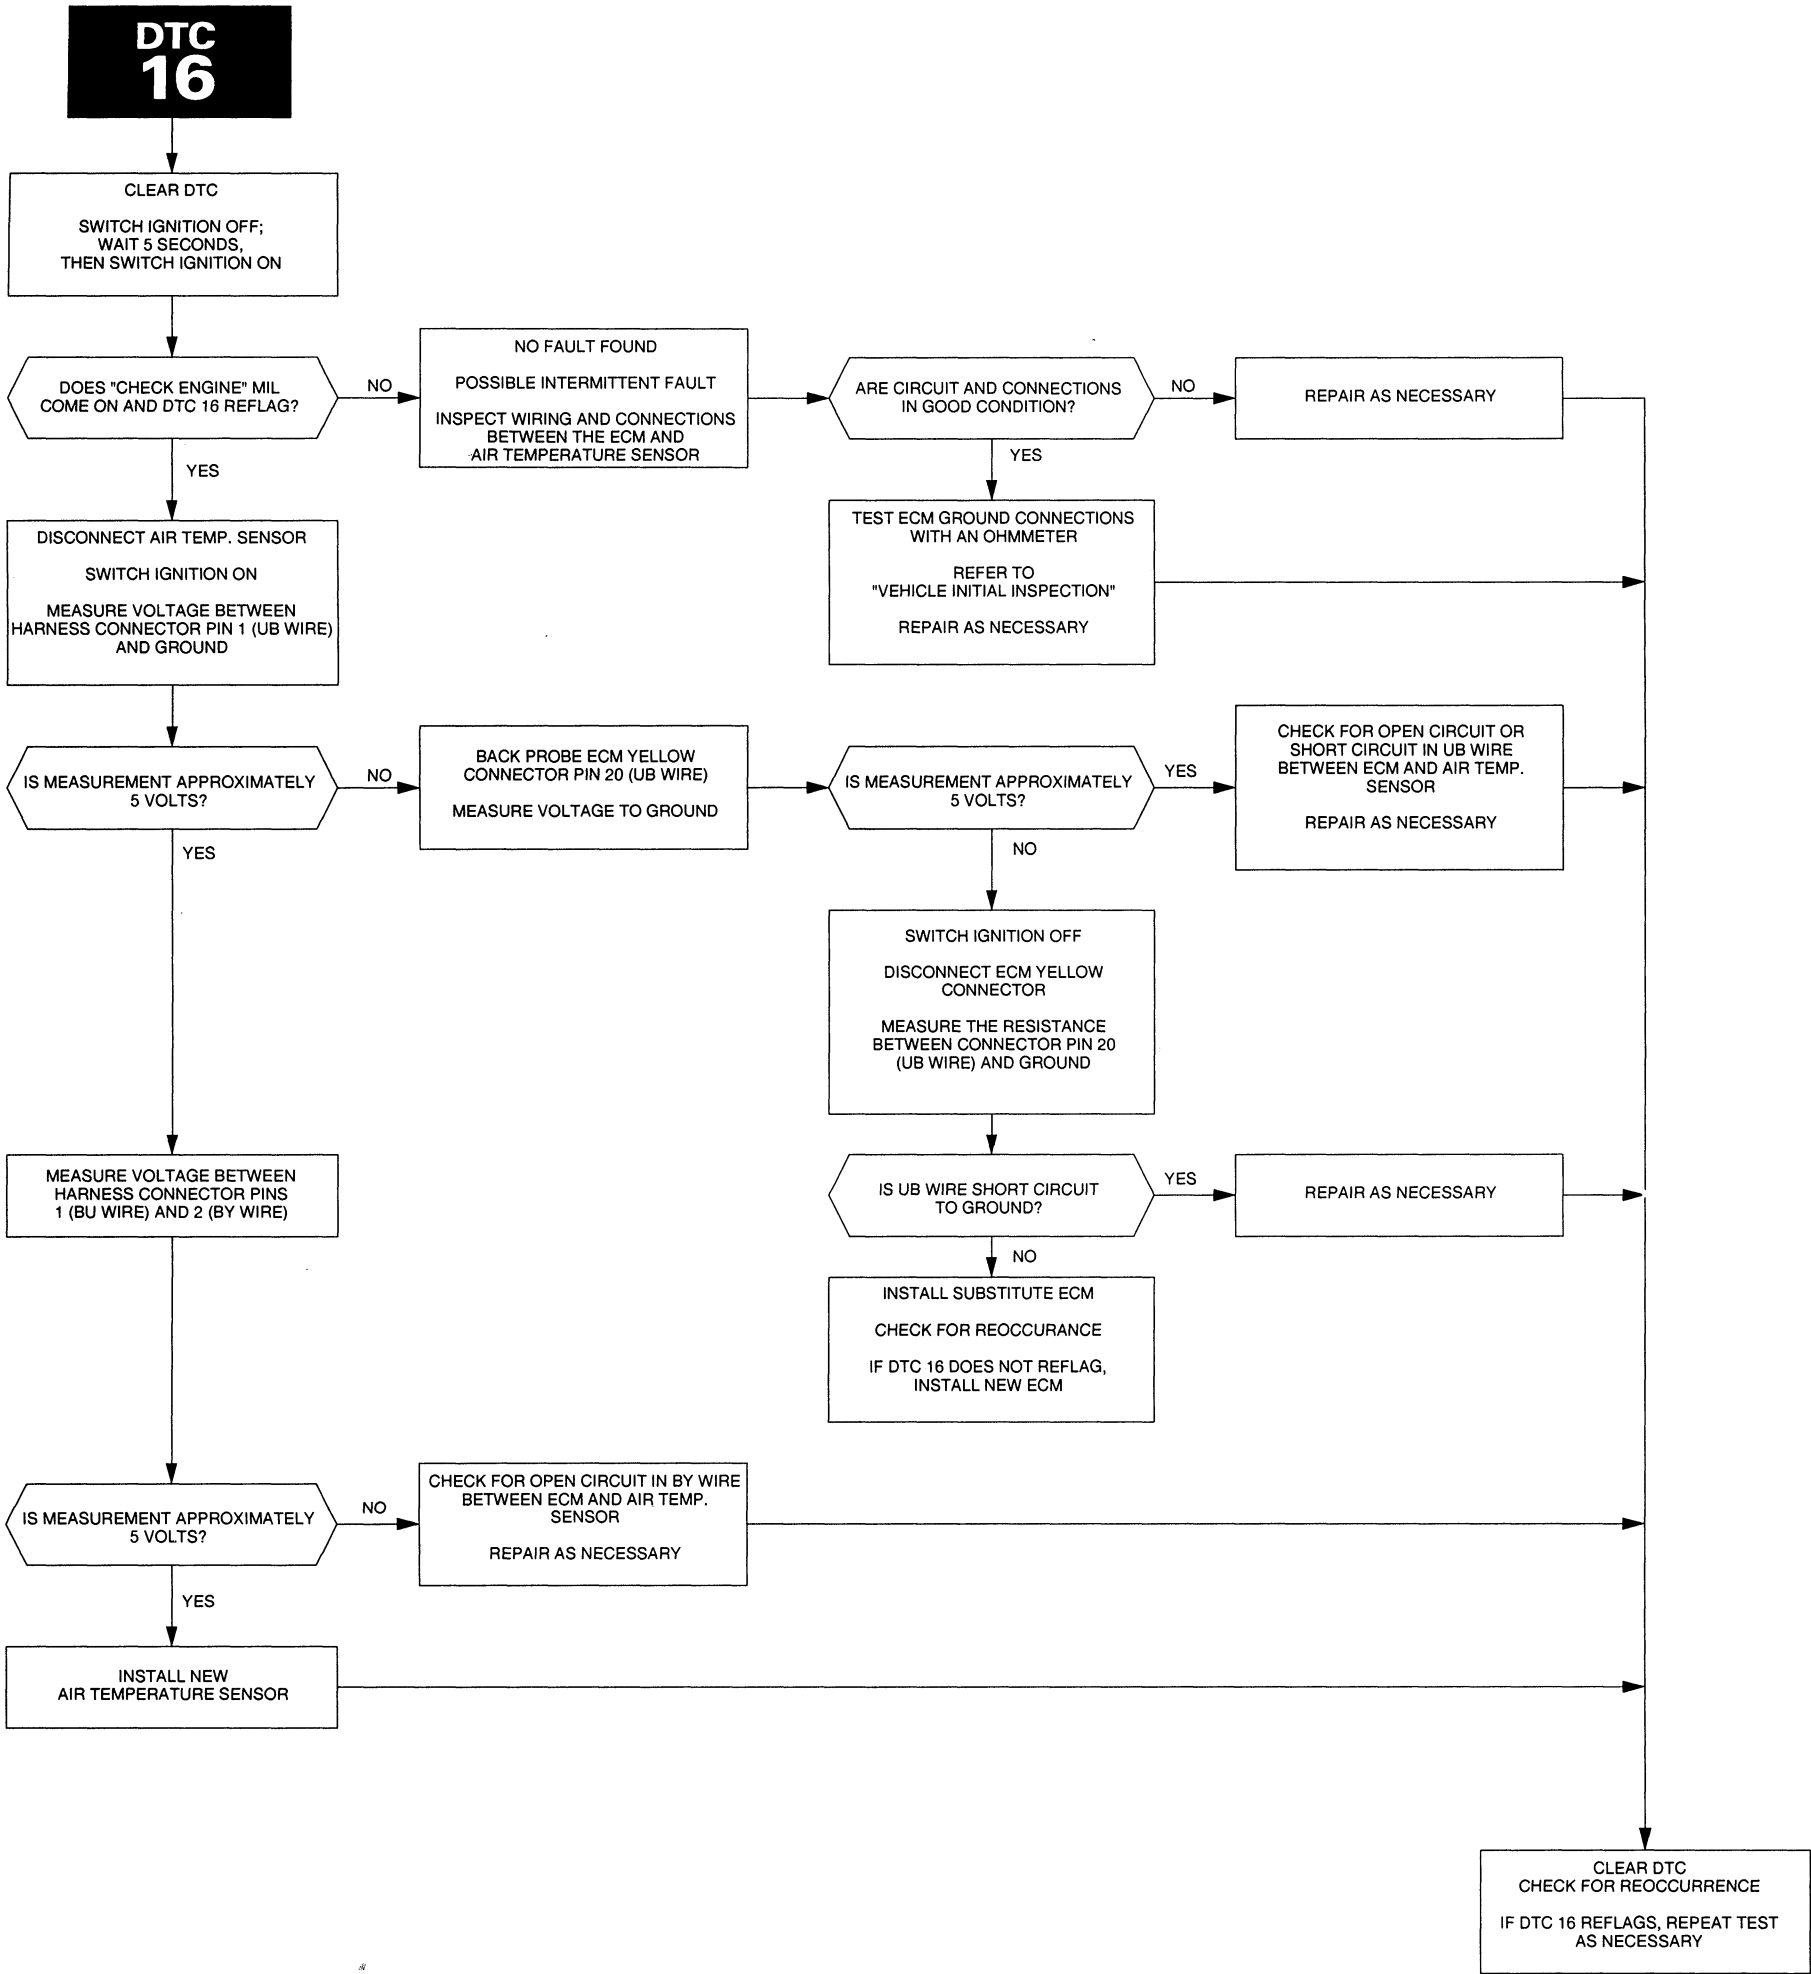 DTC
16
CLEAR DTC
SWITCH IGNITION OFF;
WAIT 5 SECONDS,
THEN SWITCH IGNITION ON
DOES "CHECK ENGINE" MIL
COME ON AND DTC 16 REFLAG?
NO
NO FAULT FOUND
POSSIBLE INTERMITTENT FAULT
INSPECT WIRING AND CONNECTIONS
BETWEEN THE ECM AND
AIR TEMPERATURE SENSOR
ARE CIRCUIT AND CONNECTIONS
IN GOOD CONDITION?
NO
REPAIR AS NECESSARY
YES
YES
DISCONNECT AIR TEMP. SENSOR
SWITCH IGNITION ON
MEASURE VOLTAGE BETWEEN
HARNESS CONNECTOR PIN 1 (UB WIRE)
AND GROUND
TEST ECM GROUND CONNECTIONS
WITH AN OHMMETER
REFER TO
"VEHICLE INITIAL INSPECTION"
REPAIR AS NECESSARY
IS MEASUREMENT APPROXIMATELY
5 VOLTS?
NO
BACK PROBE ECM YELLOW
CONNECTOR PIN 20 (UB WIRE)
MEASURE VOLTAGE TO GROUND
IS MEASUREMENT APPROXIMATELY
5 VOLTS?
YES
CHECK FOR OPEN CIRCUIT OR
SHORT CIRCUIT IN UB WIRE
BETWEEN ECM AND AIR TEMP.
SENSOR
REPAIR AS NECESSARY
YES
NO
SWITCH IGNITION OFF
DISCONNECT ECM YELLOW
CONNECTOR
MEASURE THE RESISTANCE
BETWEEN CONNECTOR PIN 20
(UB WIRE) AND GROUND
MEASURE VOLTAGE BETWEEN
HARNESS CONNECTOR PINS
1 (BU WIRE) AND 2 (BY WIRE)
IS UB WIRE SHORT CIRCUIT
TO GROUND?
YES
REPAIR AS NECESSARY
NO
INSTALL SUBSTITUTE ECM
CHECK FOR REOCCURANCE
IF DTC 16 DOES NOT REFLAG,
INSTALL NEW ECM
IS MEASUREMENT APPROXIMATELY
5 VOLTS?
NO
CHECK FOR OPEN CIRCUIT IN BY WIRE
BETWEEN ECM AND AIR TEMP.
SENSOR
REPAIR AS NECESSARY
YES
INSTALL NEW
AIR TEMPERATURE SENSOR
CLEAR DTC
CHECK FOR REOCCURRENCE
IF DTC 16 REFLAGS, REPEAT TEST
AS NECESSARY